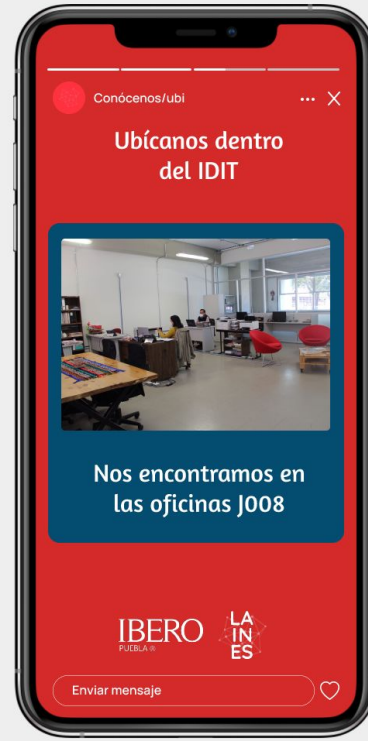 Conócenos/ubi
Ubícanos dentro
del IDIT
Nos encontramos en
las oficinas J008
IBERO
PUEBLA
LA
IN
ES
Enviar mensaje